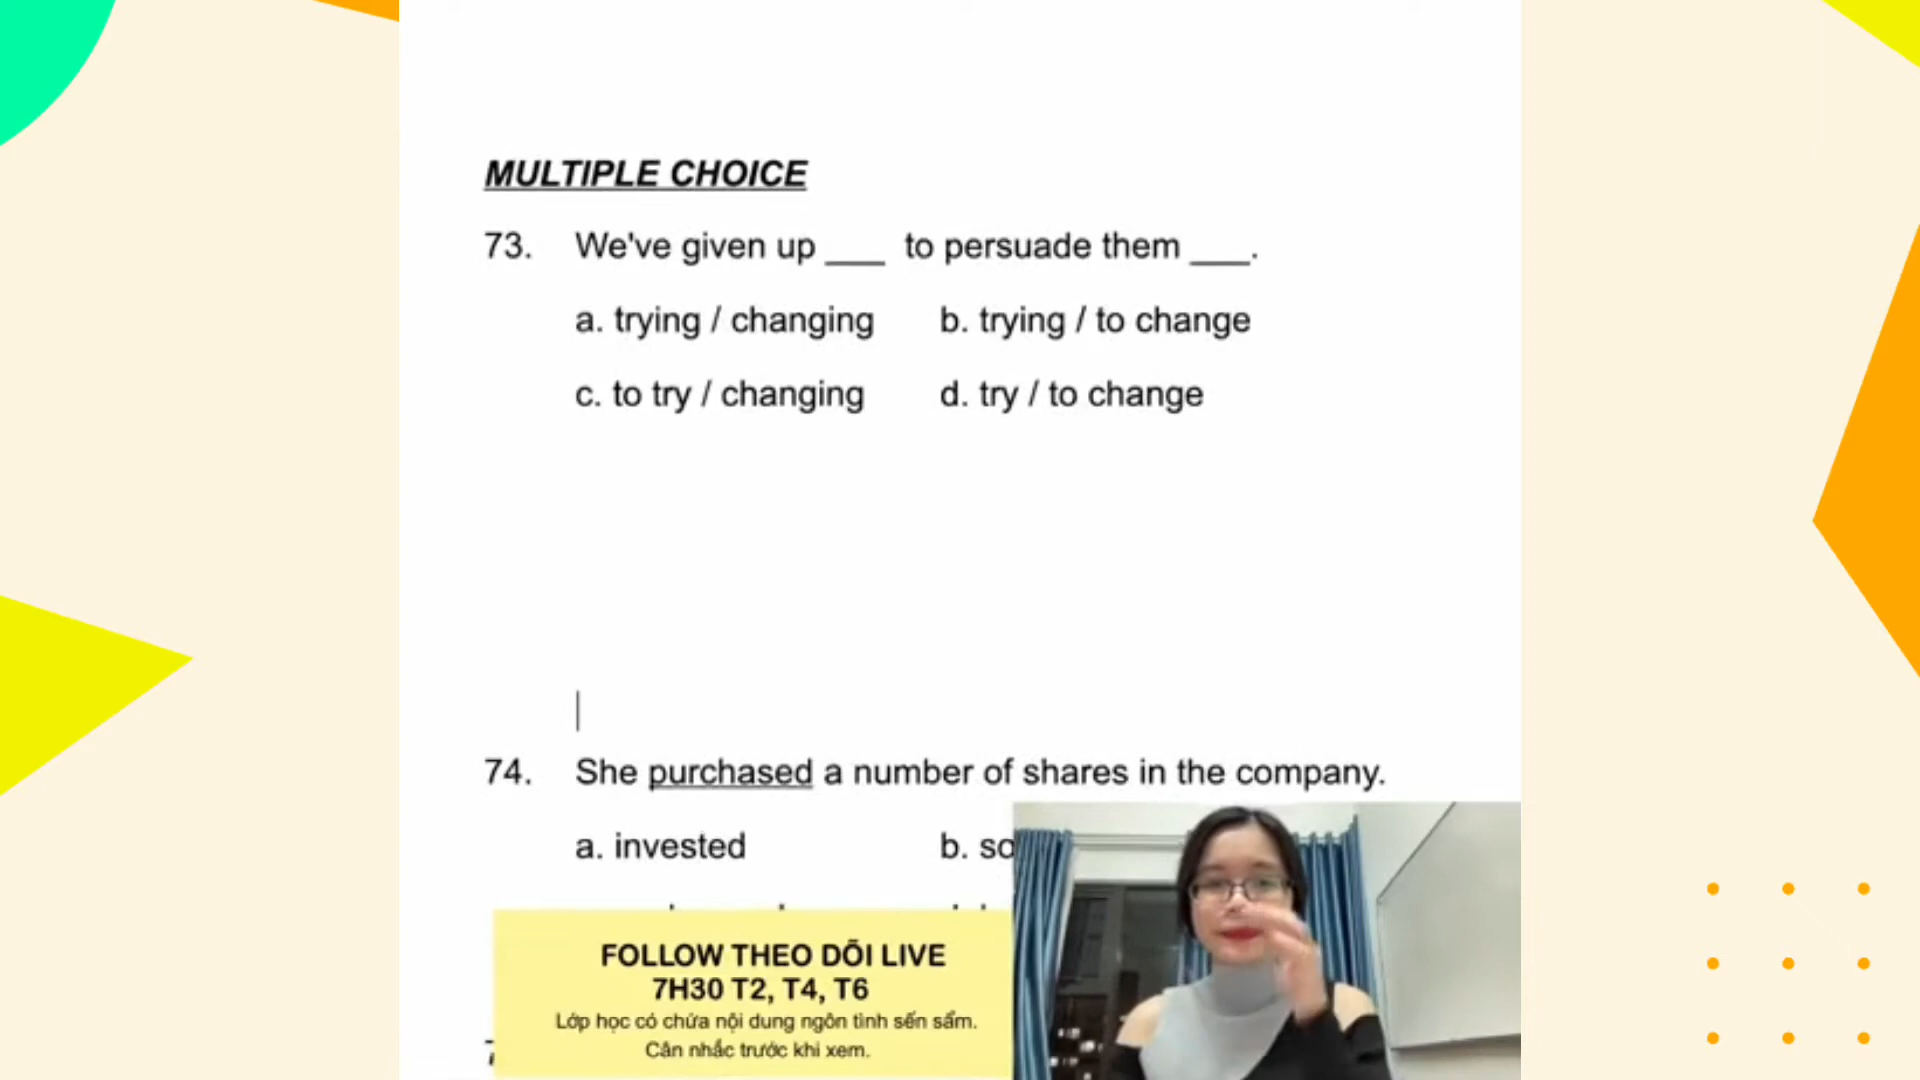 MULTIPLE CHOICE
73. We've given up ___ to persuade them ___.
a. trying / changing b. trying / to change
c. to try / changing d. try / to change
74. She purchased a number of shares in the company.
a. invested b. so
FOLLOW THEO DÕI LIVE
7H30 T2, T4, T6
Lớp học có chứa nội dung ngôn tình sến sẩm.
Cân nhắc trước khi xem.